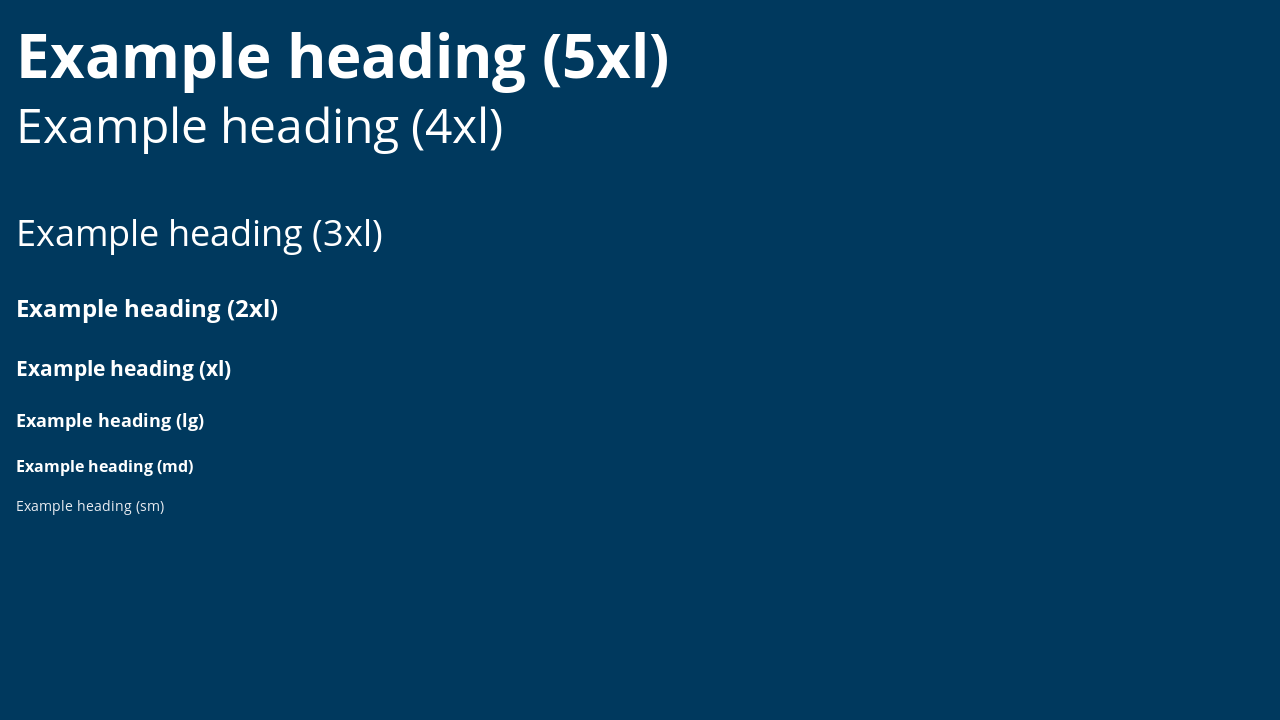 Example heading (5xl)
Example heading (4xl)
Example heading (3xl)
Example heading (2xl)
Example heading (xl)
Example heading (lg)
Example heading (md)
Example heading (sm)